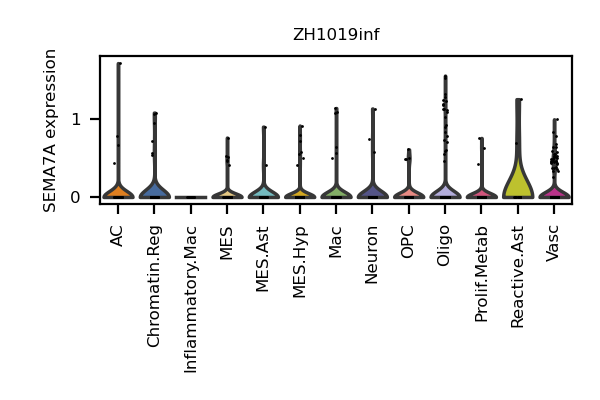 ZH1019inf
SEMA7A expression
1
0
AC
Chromatin.Reg
Inflammatory.Mac
MES
MES.Ast
MES.Hyp
Mac
Neuron
OPC
Oligo
Prolif.Metab
Reactive.Ast
Vasc